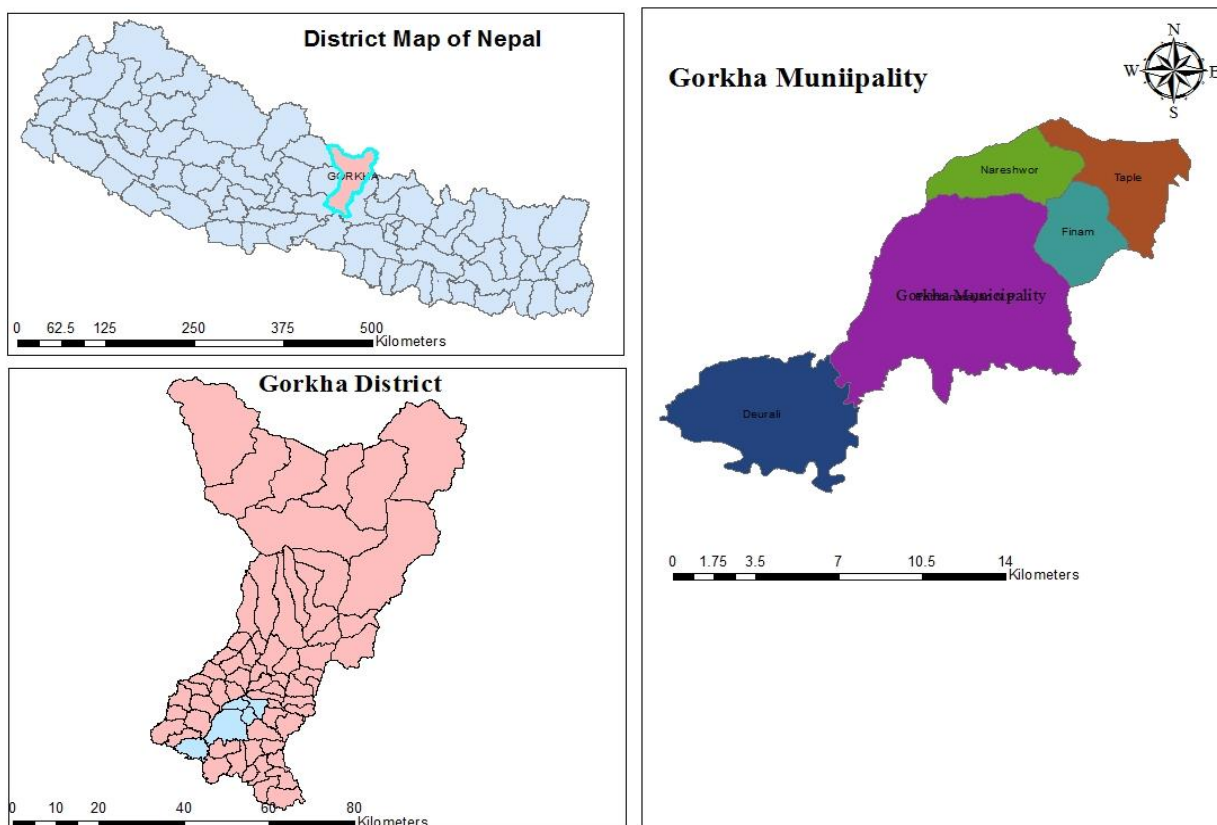 District Map of Nepal
GORKHA
0 62.5 125 250 375 500
Kilometers
Gorkha District
0 10 20 40 60 80
Kilometers
Gorkha Muniipality
N
W E
S
Nareshwor
Taple
Finam
Gorkha Municipality
Deurali
0 1.75 3.5 7 10.5 14
Kilometers